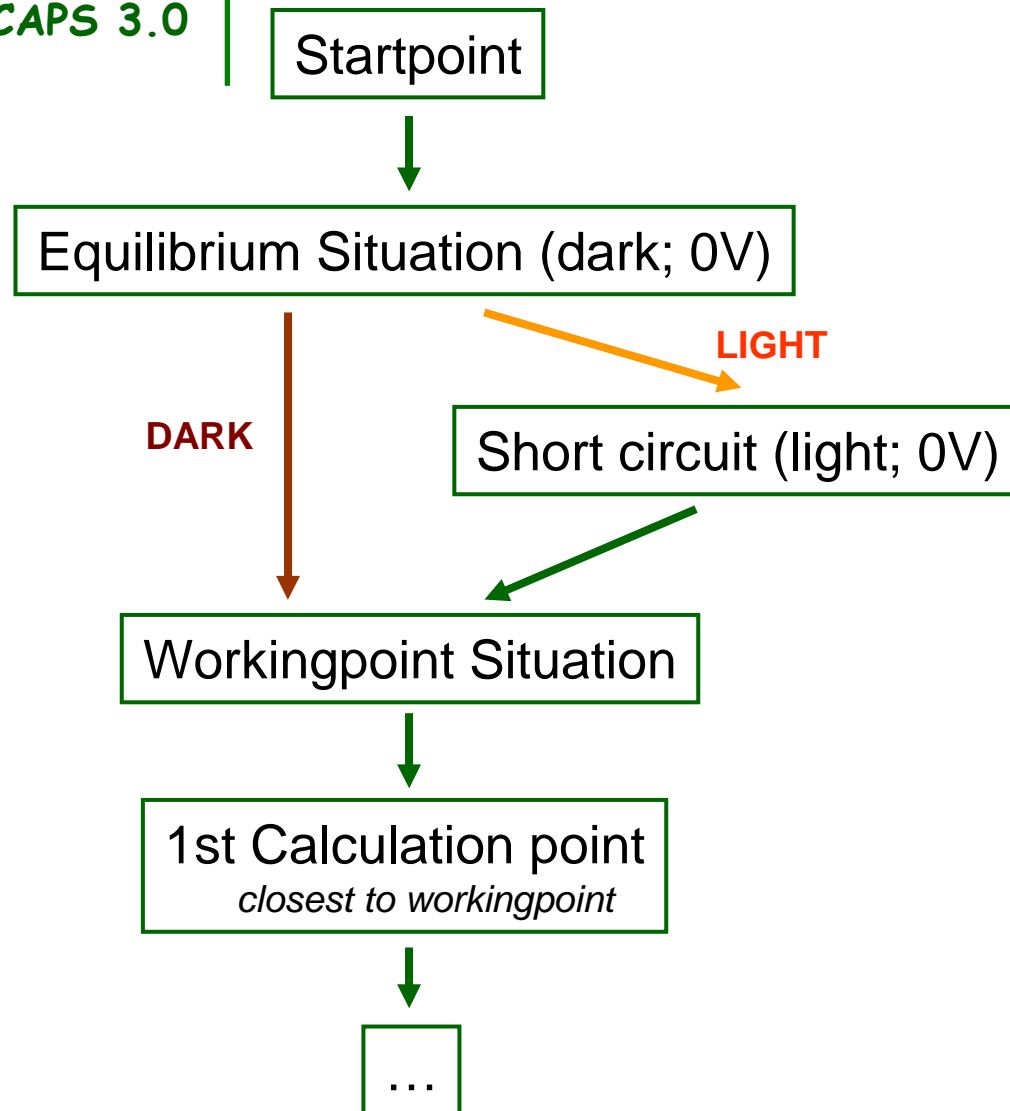 CAPS 3.0
Startpoint
Equilibrium Situation (dark; 0V)
LIGHT
DARK
Short circuit (light; 0V)
Workingpoint Situation
1st Calculation point
closest to workingpoint
…